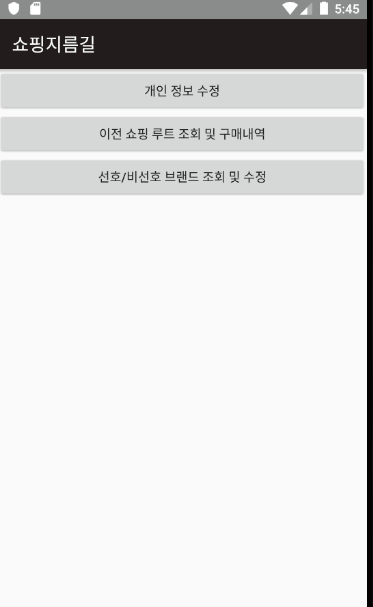 5:45
쇼핑지름길
개인 정보 수정
이전 쇼핑 루트 조회 및 구매내역
선호/비선호 브랜드 조회 및 수정